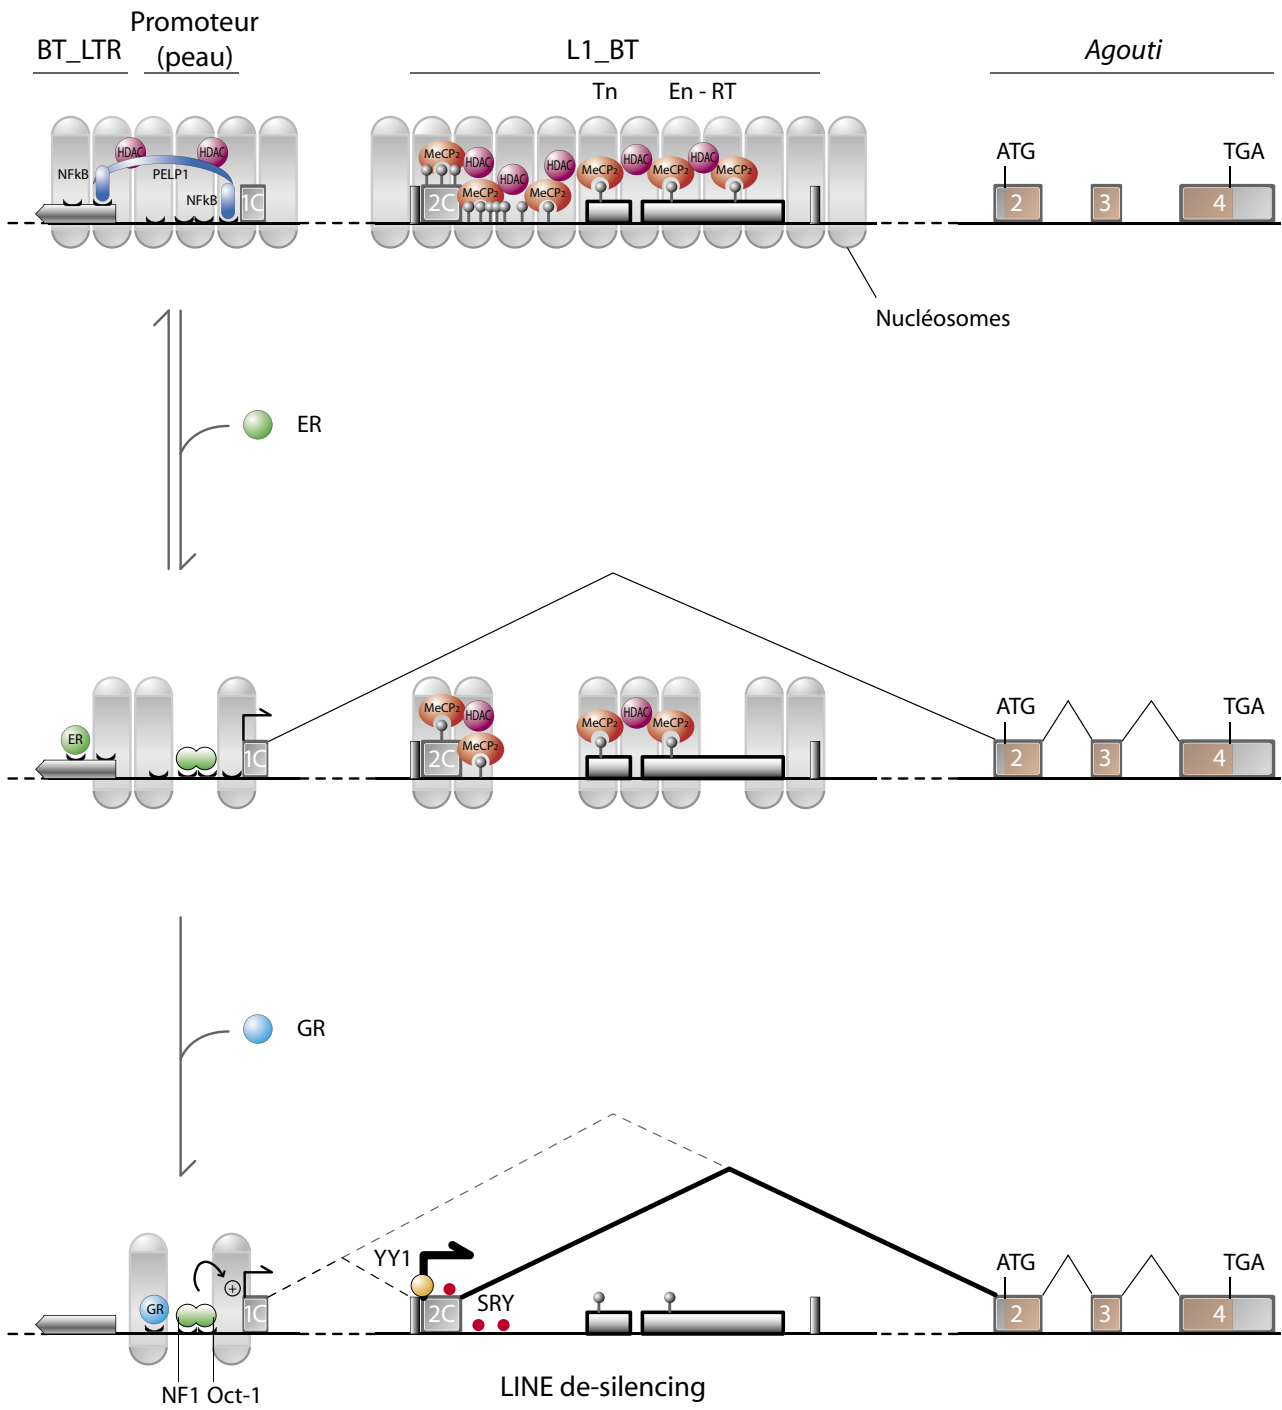 BT_LTR
Promoteur
(peau)
L1_BT
Agouti
Tn
En - RT
NFkB
HDAC
HDAC
PELP1
NFkB
1C
MeCP2
HDAC
HDAC
HDAC
MeCP2
MeCP2
MeCP2
HDAC
MeCP2
HDAC
MeCP2
2C
ATG
TGA
2
3
4
Nucléosomes
ER
ER
1C
MeCP2
HDAC
MeCP2
2C
MeCP2
HDAC
MeCP2
ATG
TGA
2
3
4
GR
GR
+
1C
YY1
2C
SRY
ATG
TGA
2
3
4
NF1 Oct-1
LINE de-silencing